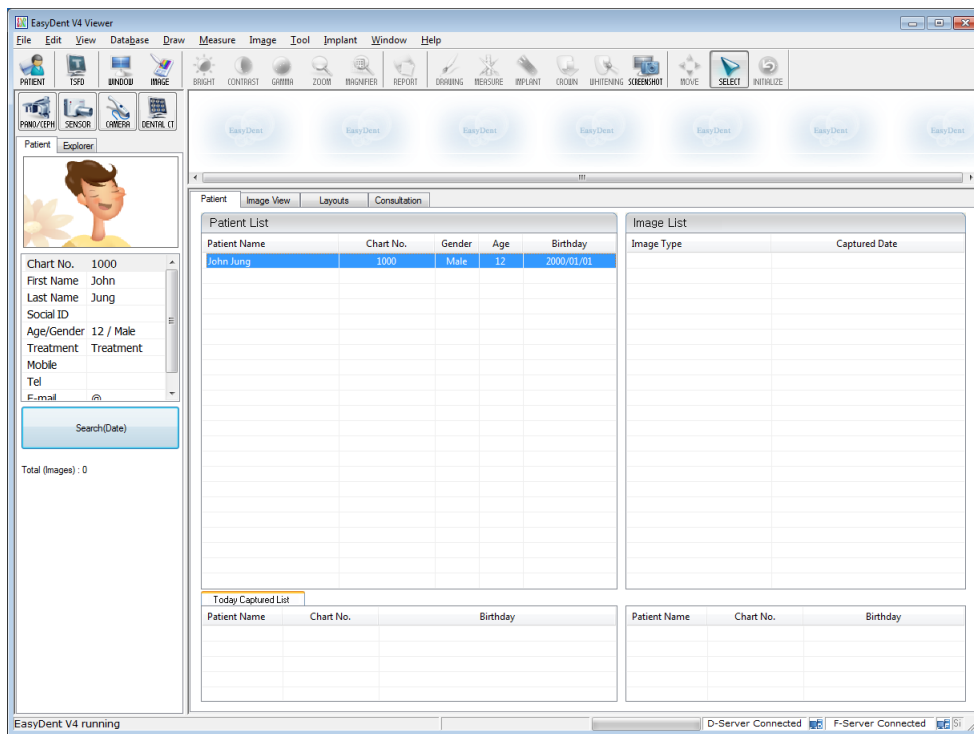 EasyDent V4 Viewer
File Edit View Database Draw Measure Image Tool Implant Window Help
PATIENT TSFD WINDOW IMAGE BRIGHT CONTRAST GAMMA ZOOM MAGNIFIER REPORT DRAWING MEASURE IMPLANT CROWN WHITENING SCREENSHOT MOVE SELECT INITIALIZE
PANO/CEPH SENSOR CAMERA DENTAL CT
EasyDent EasyDent EasyDent EasyDent EasyDent EasyDent EasyDent
Patient Explorer
Patient Image View Layouts Consultation
Patient List Image List
Patient Name Chart No. Gender Age Birthday Image Type Captured Date
John Jung 1000 Male 12 2000/01/01
Chart No. 1000
First Name John
Last Name Jung
Social ID
Age/Gender 12 / Male
Treatment Treatment
Mobile
Tel
E-mail @
Search(Date)
Total (Images) : 0
Today Captured List
Patient Name Chart No. Birthday Patient Name Chart No. Birthday
EasyDent V4 running D-Server Connected F-Server Connected Si